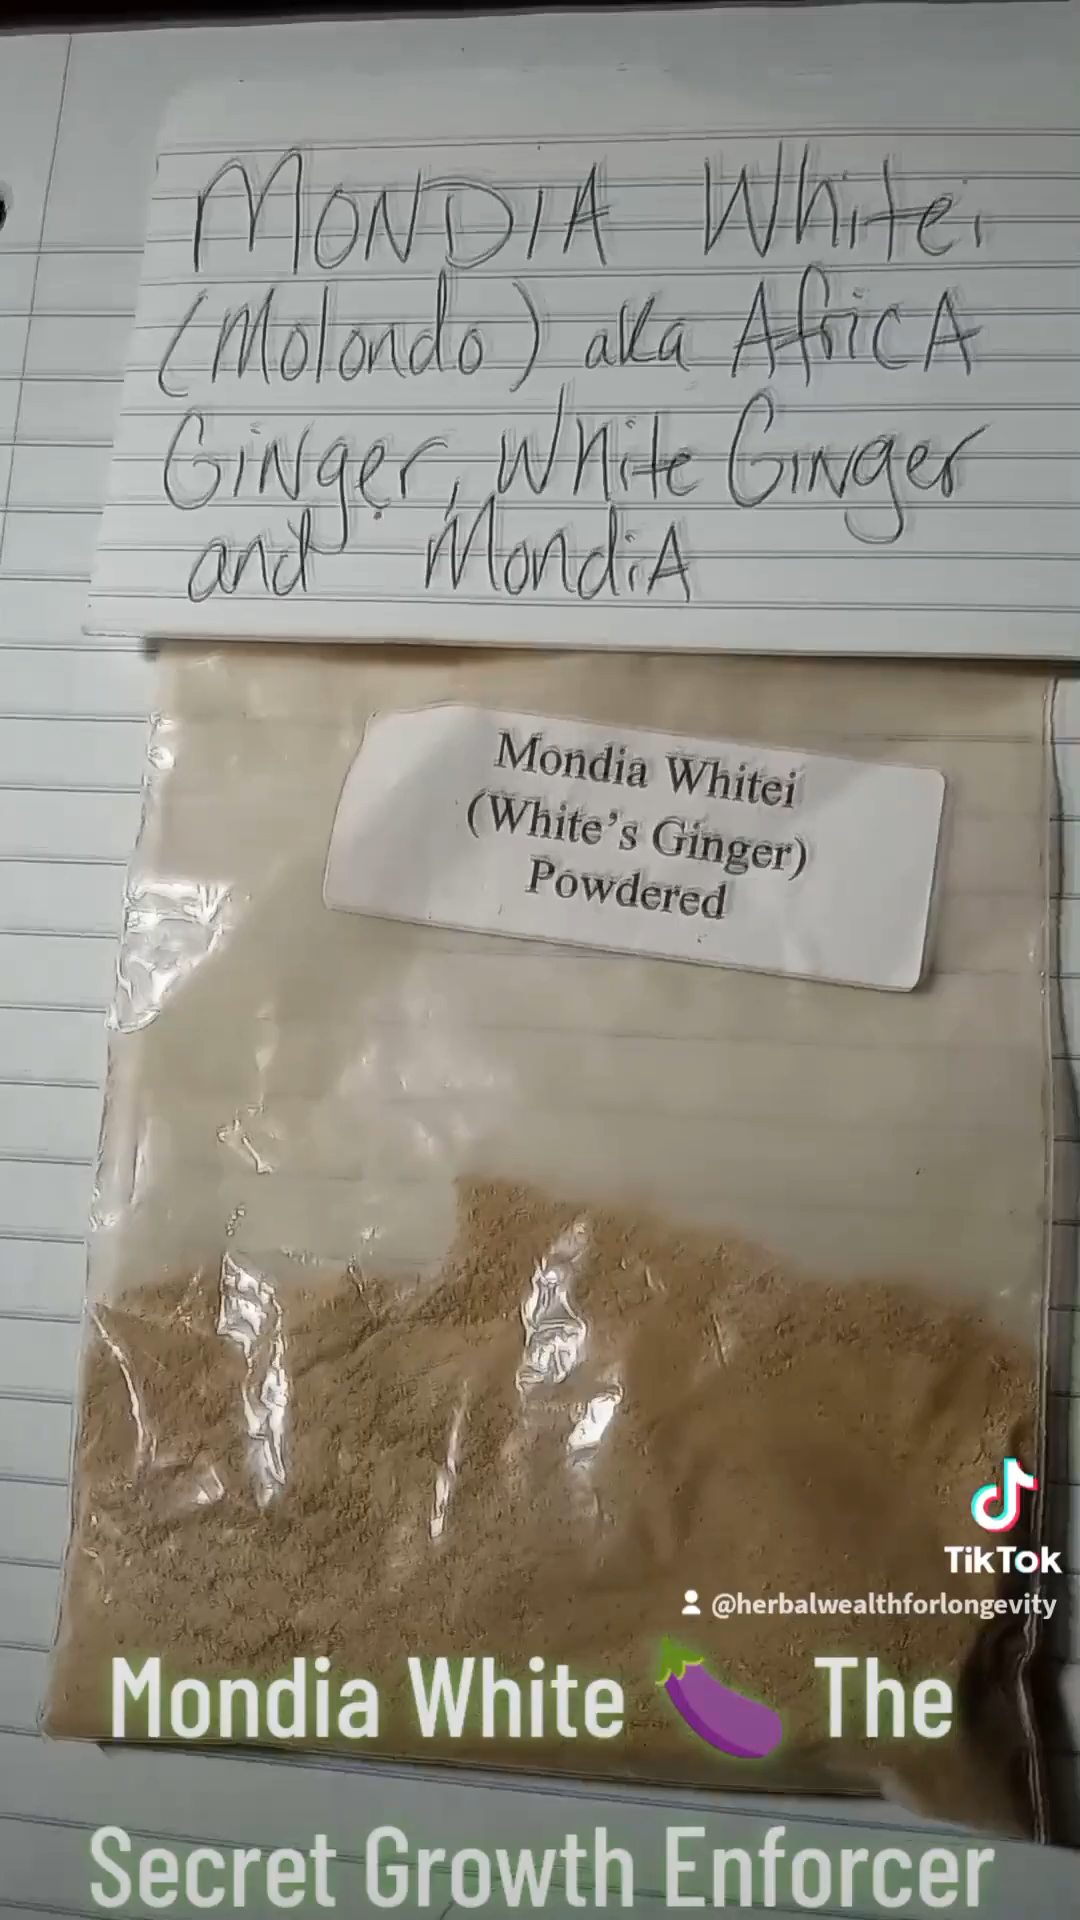 MONDIA Whitei
(Molondo) aka AfricA
Ginger, White Ginger
and MondiA
Mondia Whitei
(White's Ginger)
Powdered
TikTok
@herbalwealthforlongevity
Mondia White 🍆 The
Secret Growth Enforcer